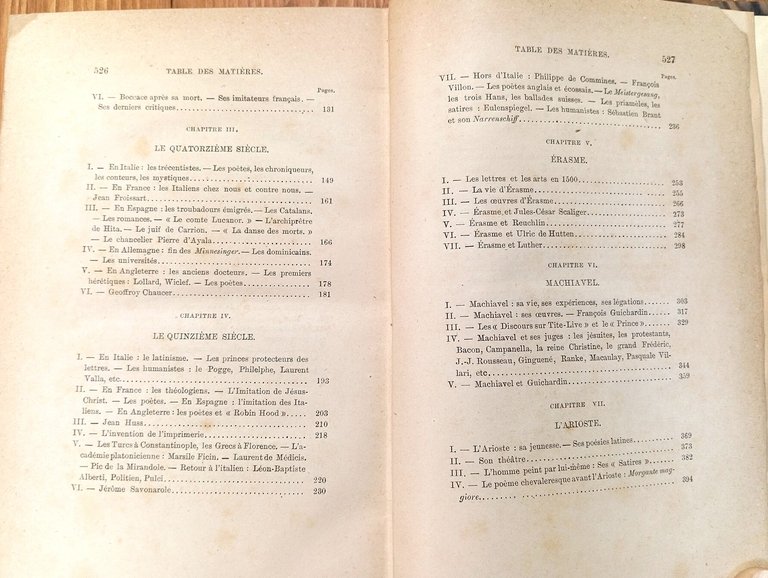 526 TABLE DES MATIÈRES.
Pages.
VI. — Boccace après sa mort. — Ses imitateurs français. —
Ses derniers critiques 131
CHAPITRE III.
LE QUATORZIÈME SIÈCLE.
I. — En Italie : les trécentistes. — Les poètes, les chroniqueurs,
les conteurs, les mystiques 149
II. — En France : les Italiens chez nous et contre nous. —
Jean Froissart 161
III. — En Espagne : les troubadours émigrés. — Les Catalans.
— Les romances. — « Le comte Lucanor. » — L'archiprêtre
de Hita. — Le juif de Carrion. — « La danse des morts. »
— Le chancelier Pierre d'Ayala 166
IV. — En Allemagne : fin des Minnesinger. — Les dominicains.
— Les universités 174
V. — En Angleterre : les anciens docteurs. — Les premiers
hérétiques : Lollard, Wiclef. — Les poètes 178
VI. — Geoffroy Chaucer 181
CHAPITRE IV.
LE QUINZIÈME SIÈCLE.
I. — En Italie : le latinisme. — Les princes protecteurs des
lettres. — Les humanistes : le Pogge, Philelphe, Laurent
Valla, etc. 193
II. — En France : les théologiens. — L'Imitation de Jésus-
Christ. — Les poètes. — En Espagne : l'imitation des Ita-
liens. — En Angleterre : les poètes et « Robin Hood » 203
III. — Jean Huss 210
IV. — L'invention de l'imprimerie 218
V. — Les Turcs à Constantinople, les Grecs à Florence. — L'a-
cadémie platonicienne : Marsile Ficin. — Laurent de Médicis.
— Pic de la Mirandole. — Retour à l'italien : Léon-Baptiste
Alberti, Politien, Pulci 220
VI. — Jérôme Savonarole 230
TABLE DES MATIÈRES. 527
Pages.
VII. — Hors d'Italie : Philippe de Commines. — François
Villon. — Les poètes anglais et écossais. — Le Meistergesang,
les trois Hans, les ballades suisses. — Les priamèles, les
satires : Eulenspiegel. — Les humanistes : Sébastien Brant
et son Narrenschiff 236
CHAPITRE V.
ÉRASME.
I. — Les lettres et les arts en 1500 253
II. — La vie d'Érasme 255
III. — Les œuvres d'Érasme 266
IV. — Érasme et Jules-César Scaliger 273
V. — Érasme et Reuchlin 277
VI. — Érasme et Ulric de Hutten 284
VII. — Érasme et Luther 298
CHAPITRE VI.
MACHIAVEL.
I. — Machiavel : sa vie, ses expériences, ses légations 303
II. — Machiavel : ses œuvres. — François Guichardin 317
III. — Les « Discours sur Tite-Live » et le « Prince » 329
IV. — Machiavel et ses juges : les jésuites, les protestants,
Bacon, Campanella, la reine Christine, le grand Frédéric,
J.-J. Rousseau, Ginguené, Ranke, Macaulay, Pasquale Vil-
lari, etc 344
V. — Machiavel et Guichardin 359
CHAPITRE VII.
L'ARIOSTE.
I. — L'Arioste : sa jeunesse. — Ses poésies latines 369
II. — Son théâtre 373
III. — L'homme peint par lui-même : Ses « Satires » 382
IV. — Le poème chevaleresque avant l'Arioste : Morgante mag-
giore 394